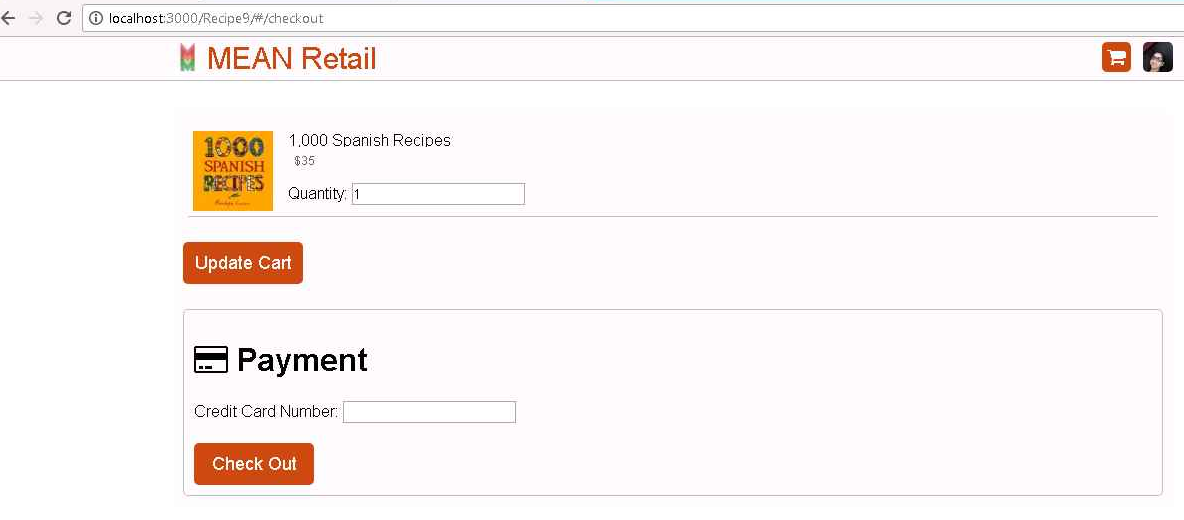 localhost:3000/Recipe9/#/checkout
MEAN Retail
1000
SPANISH
RECIPES
1,000 Spanish Recipes
$35
Quantity: 1
Update Cart
Payment
Credit Card Number:
Check Out